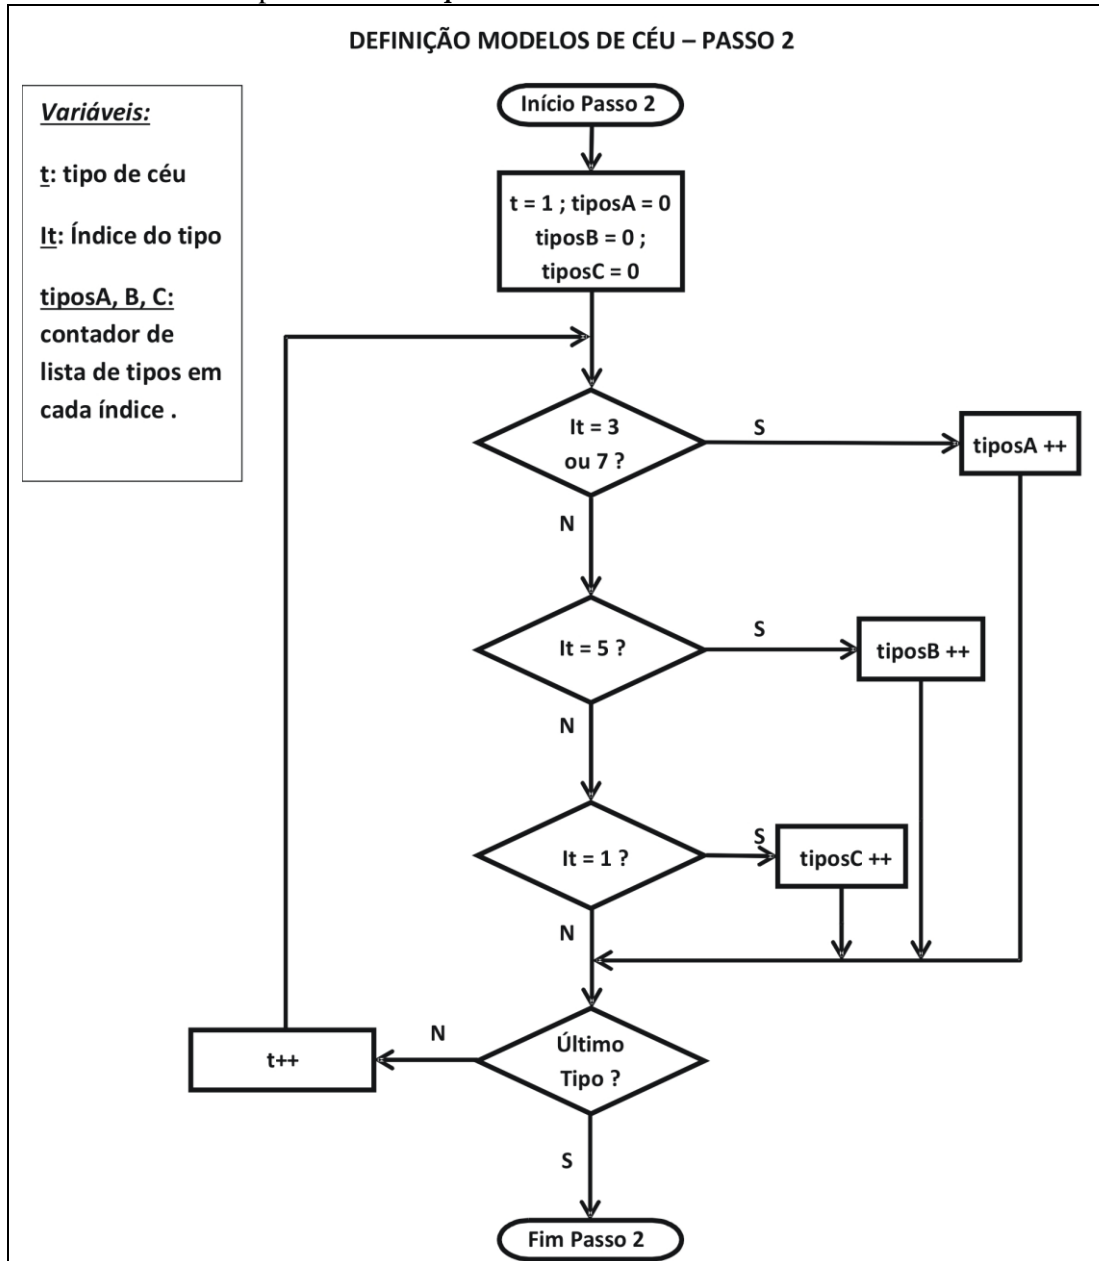 DEFINIÇÃO MODELOS DE CÉU – PASSO 2
Variáveis:
t: tipo de céu
It: Índice do tipo
tiposA, B, C:
contador de
lista de tipos em
cada índice .
Início Passo 2
t = 1 ; tiposA = 0
tiposB = 0 ;
tiposC = 0
It = 3
ou 7 ?
S
tiposA ++
N
It = 5 ?
S
tiposB ++
N
It = 1 ?
S
tiposC ++
N
Último
Tipo ?
N
t++
S
Fim Passo 2